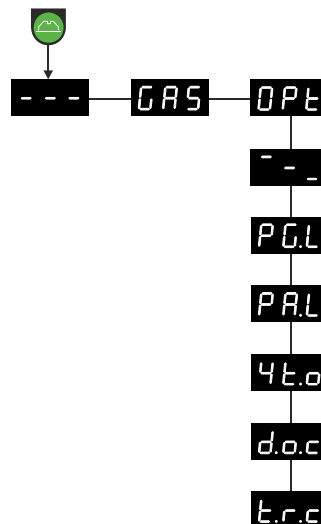 - - - GAS OPt
¯ - _
PG.L
PA.L
4t.o
d.o.c
t.r.c